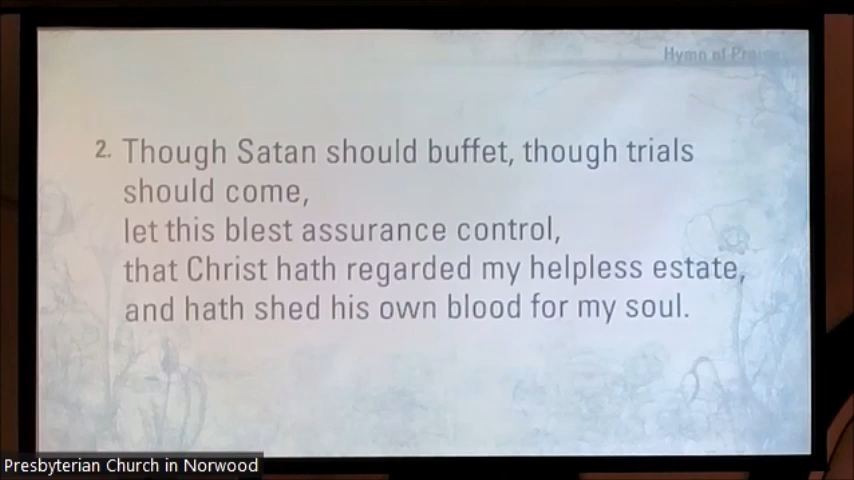 Hymn of Praise
2. Though Satan should buffet, though trials
should come,
let this blest assurance control,
that Christ hath regarded my helpless estate,
and hath shed his own blood for my soul.
Presbyterian Church in Norwood